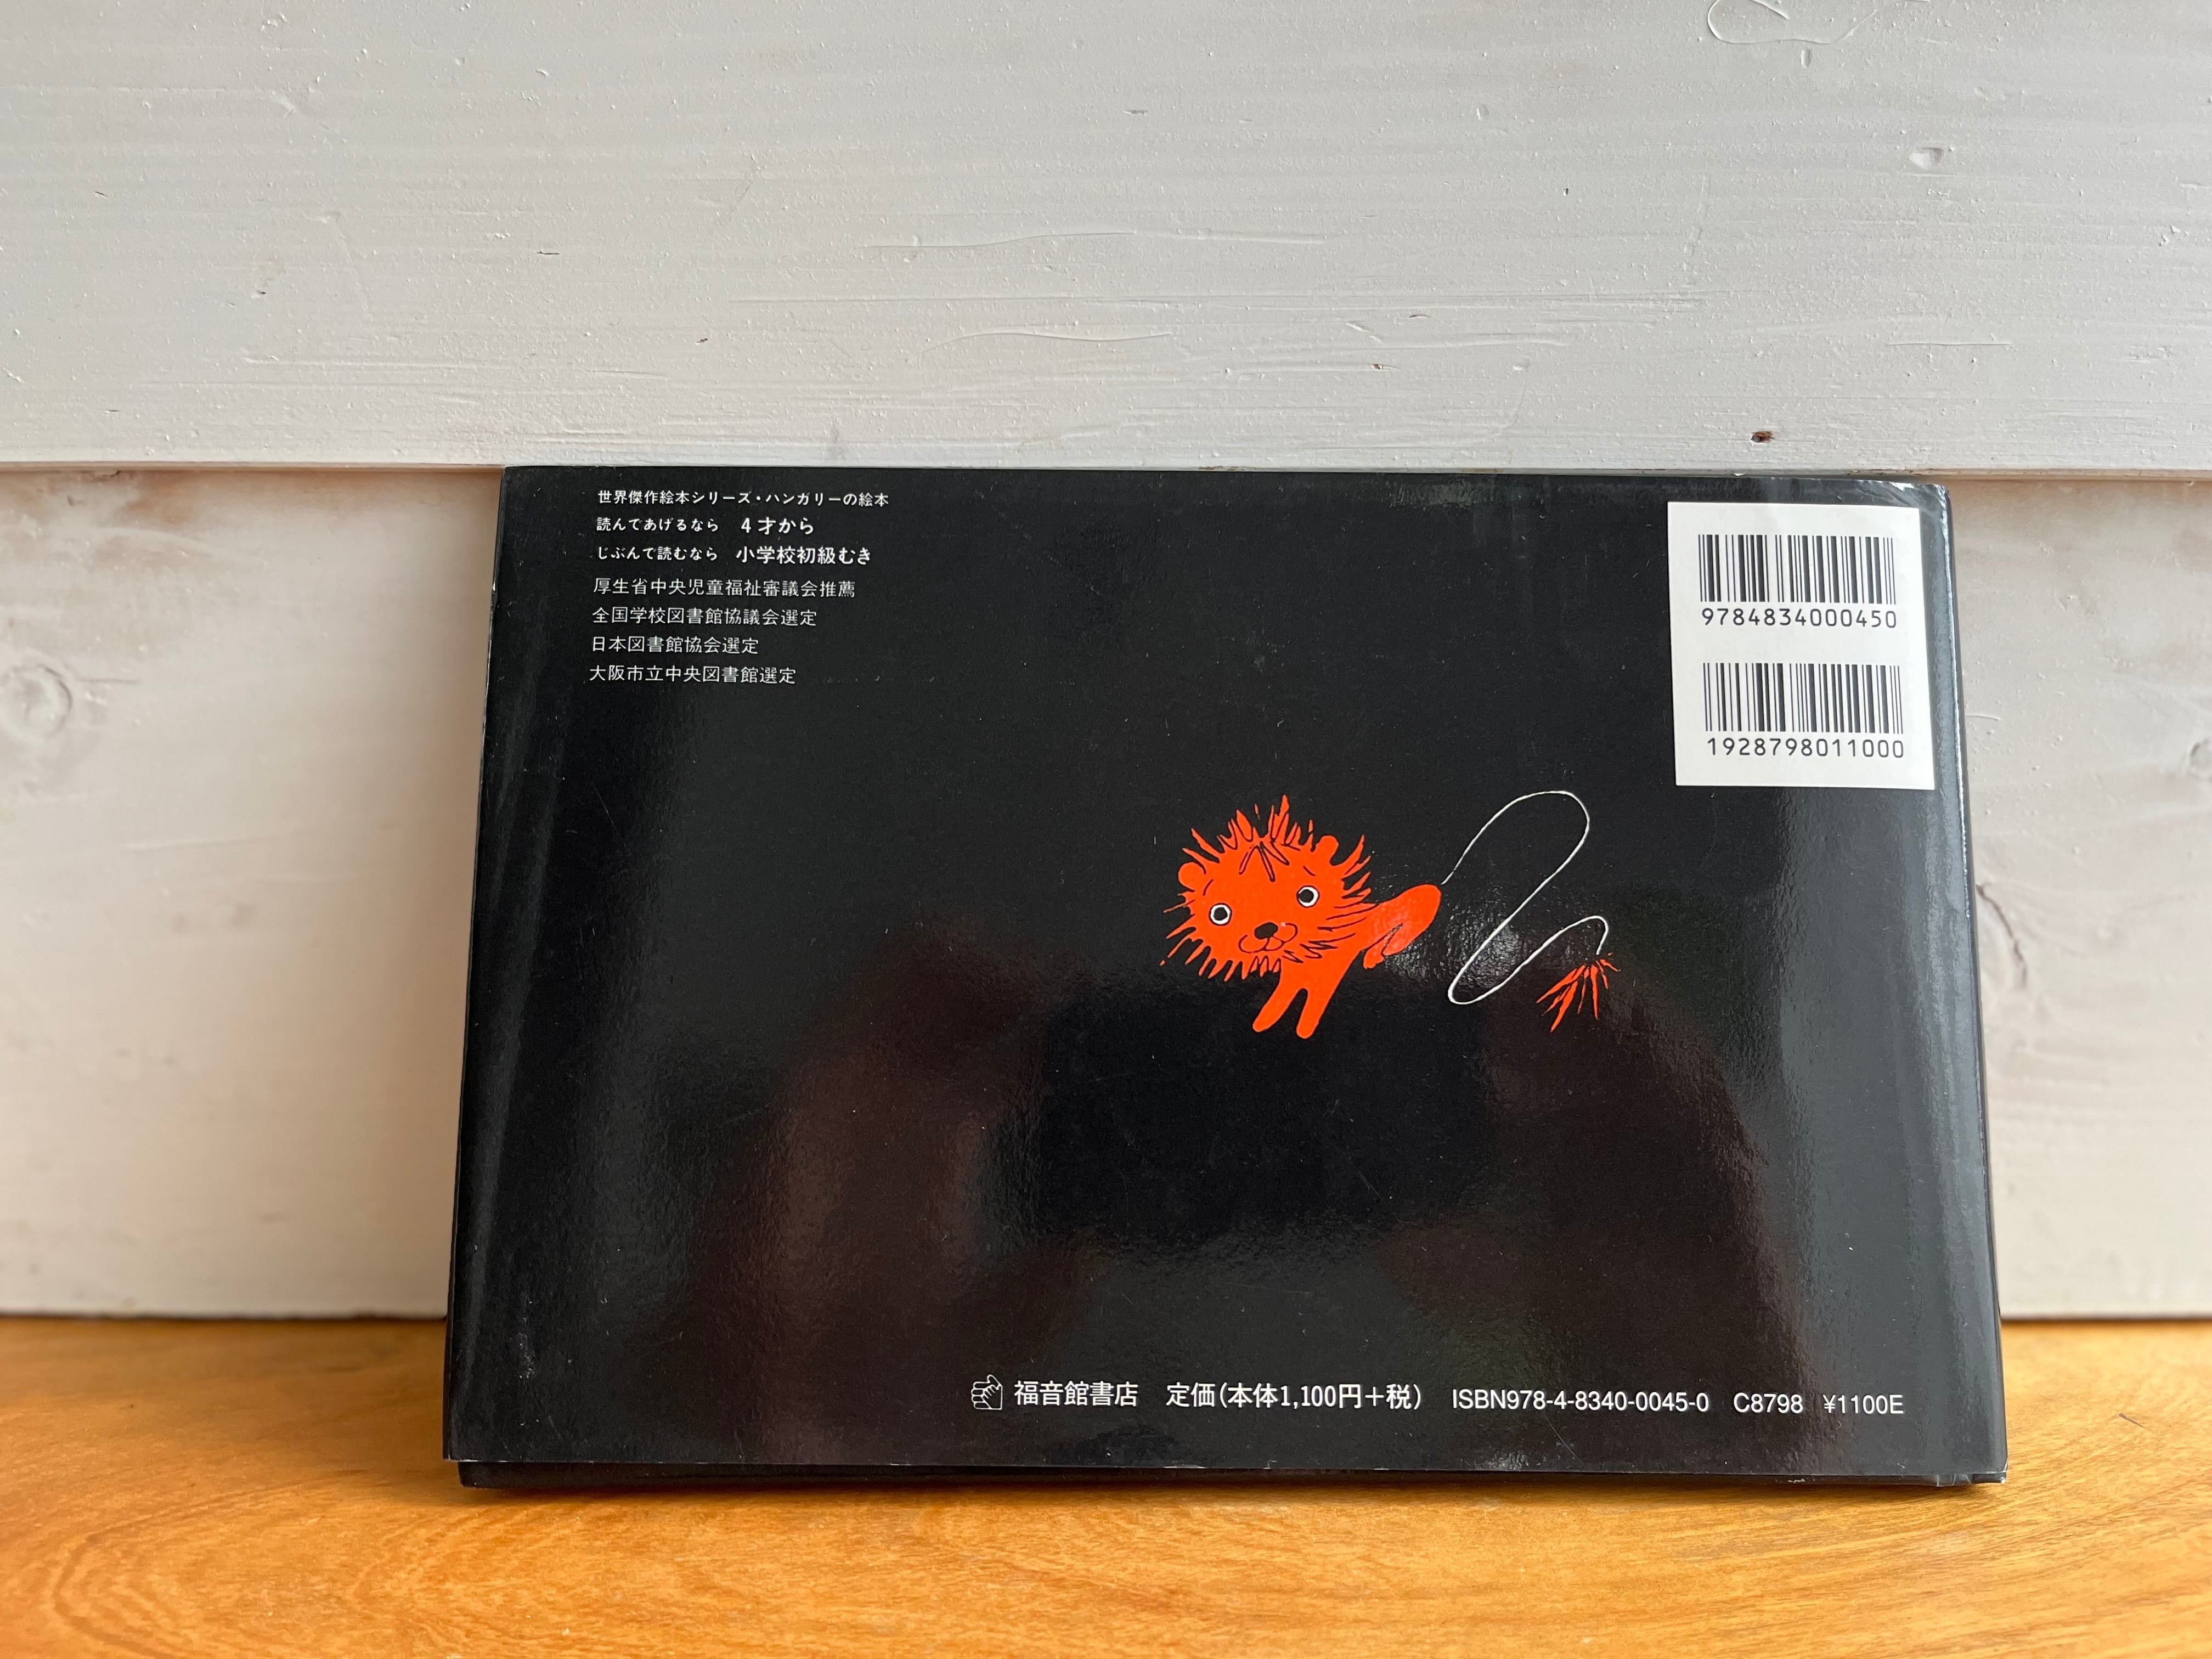 世界傑作絵本シリーズ・ハンガリーの絵本
読んであげるなら 4才から
じぶんで読むなら 小学校初級むき
厚生省中央児童福祉審議会推薦
全国学校図書館協議会選定
日本図書館協会選定
大阪市立中央図書館選定
9784834000450
1928798011000
福音館書店 定価(本体1,100円+税) ISBN978-4-8340-0045-0 C8798 ¥1100E